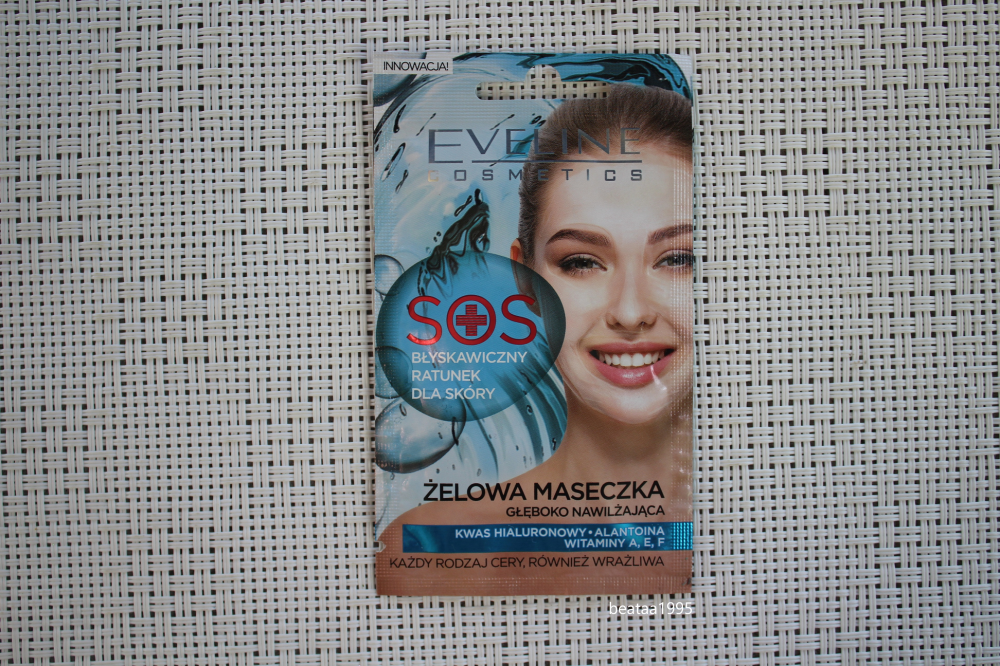 INNOWACJA!
EVELINE
COSMETICS
SOS
BŁYSKAWICZNY
RATUNEK
DLA SKÓRY
ŻELOWA MASECZKA
GŁĘBOKO NAWILŻAJĄCA
KWAS HIALURONOWY • ALANTOINA
WITAMINY A, E, F
KAŻDY RODZAJ CERY, RÓWNIEŻ WRAŻLIWA
beataa1995